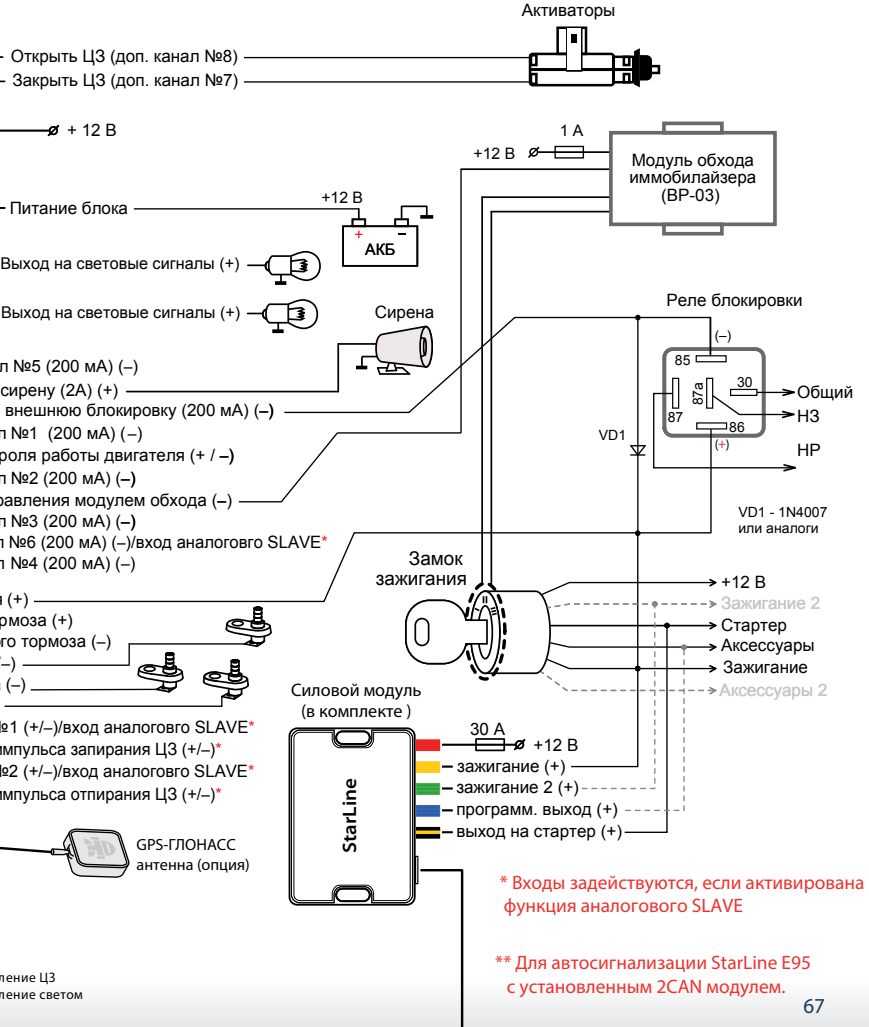 Активаторы
- Открыть ЦЗ (доп. канал №8)
- Закрыть ЦЗ (доп. канал №7)
+ 12 В
1 А
+12 В
Модуль обхода
иммобилайзера
(BP-03)
Питание блока
+12 В
+ –
АКБ
Выход на световые сигналы (+)
Выход на световые сигналы (+)
Сирена
Реле блокировки
(–)
85
30
87а
87
86
(+)
Общий
НЗ
НР
VD1
VD1 - 1N4007
или аналоги
л №5 (200 мА) (–)
сирену (2А) (+)
внешнюю блокировку (200 мА) (–)
л №1 (200 мА) (–)
роля работы двигателя (+ / –)
л №2 (200 мА) (–)
равления модулем обхода (–)
л №3 (200 мА) (–)
л №6 (200 мА) (–)/вход аналоговго SLAVE*
л №4 (200 мА) (–)
я (+)
рмоза (+)
ого тормоза (–)
/–)
(–)
Замок
зажигания
+12 В
Зажигание 2
Стартер
Аксессуары
Зажигание
Аксессуары 2
№1 (+/–)/вход аналоговго SLAVE*
импульса запирания ЦЗ (+/–)*
№2 (+/–)/вход аналоговго SLAVE*
импульса отпирания ЦЗ (+/–)*
Силовой модуль
(в комплекте )
StarLine
30 А
+12 В
зажигание (+)
зажигание 2 (+)
программ. выход (+)
выход на стартер (+)
GPS-ГЛОНАСС
антенна (опция)
* Входы задействуются, если активирована
функция аналогового SLAVE
** Для автосигнализации StarLine E95
с установленным 2CAN модулем.
ление ЦЗ
ление светом
67